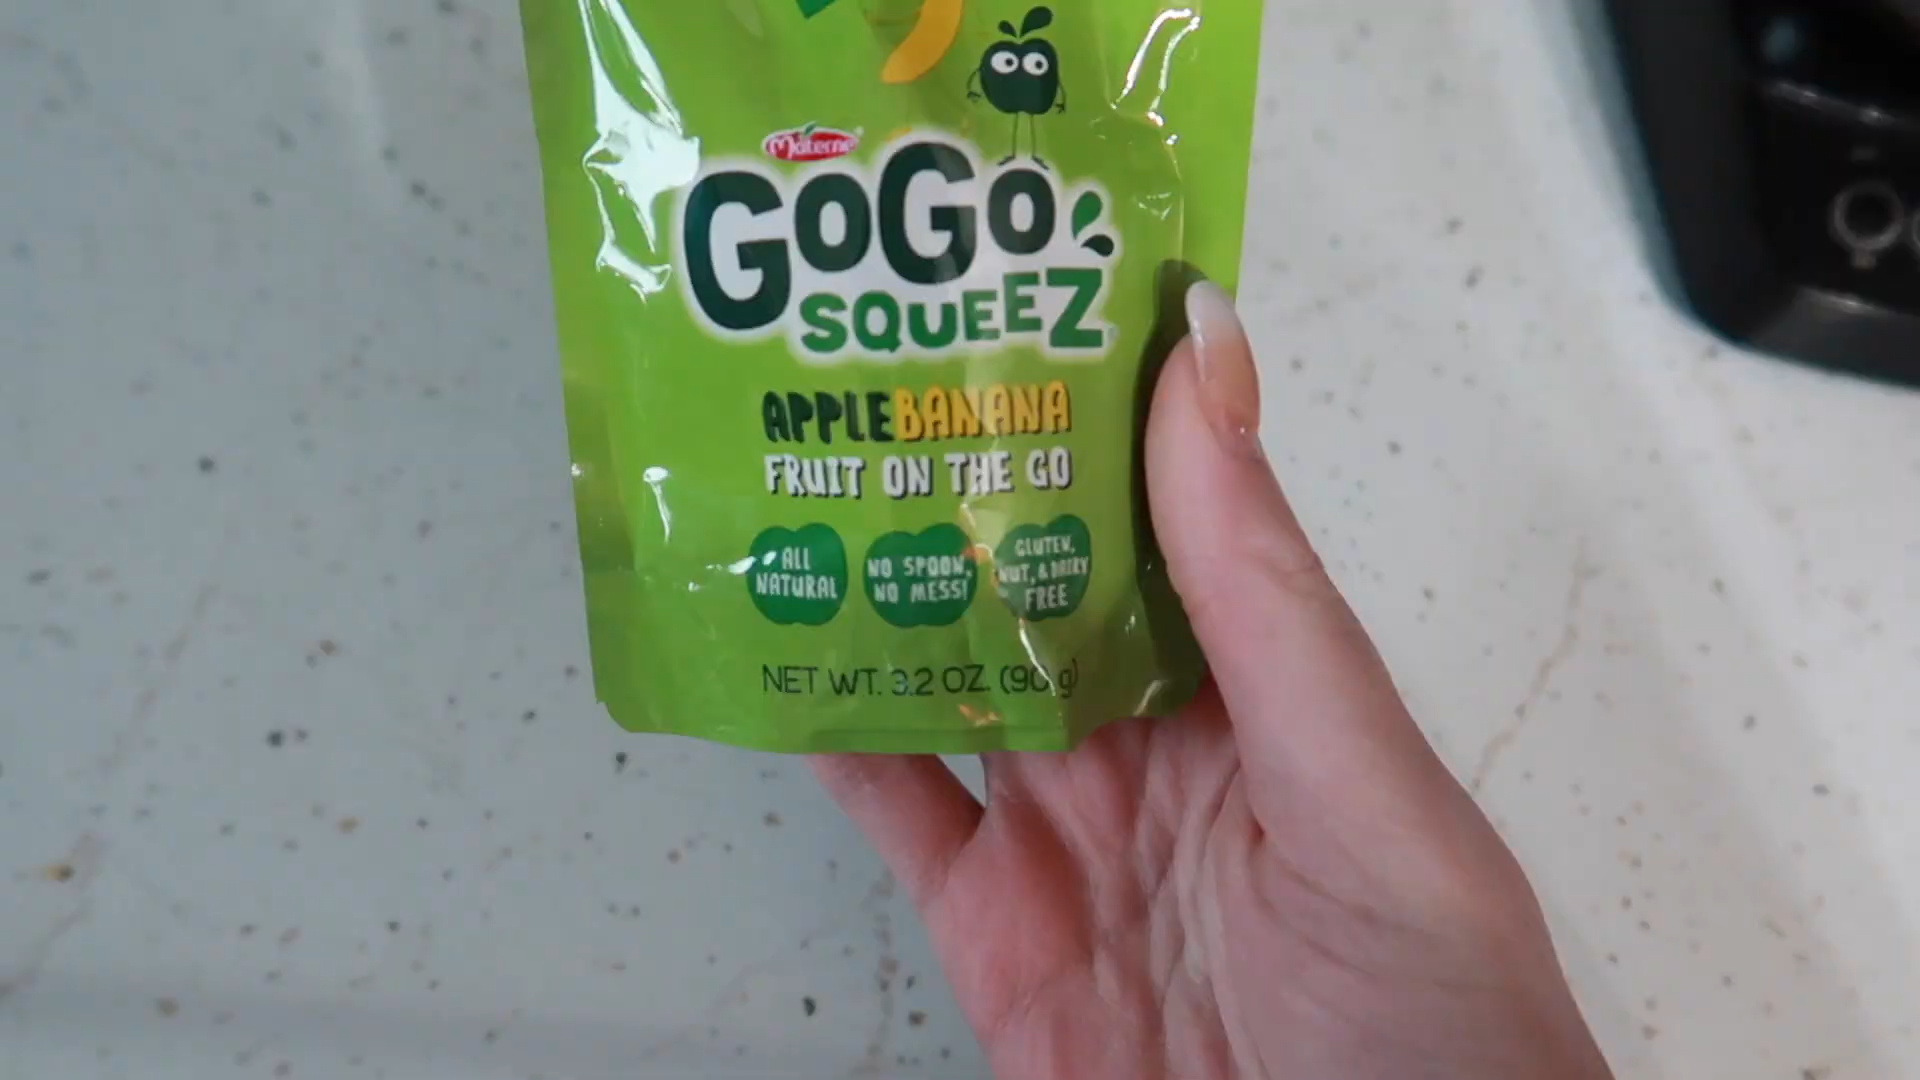 Materne
GOGO
SQUEEZ
APPLEBANANA
FRUIT ON THE GO
ALL
NATURAL
NO SPOON,
NO MESS!
GLUTEN,
NUT, & DAIRY
FREE
NET WT. 3.2 OZ. (90 g)